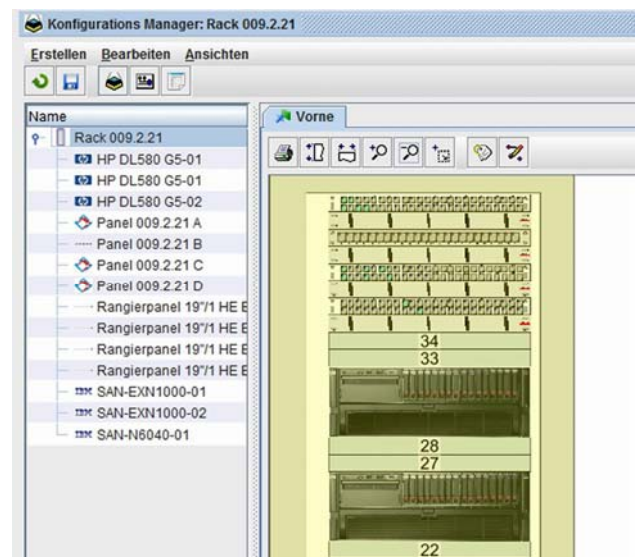 Konfigurations Manager: Rack 009.2.21
Erstellen Bearbeiten Ansichten
Name
Rack 009.2.21
HP DL580 G5-01
HP DL580 G5-01
HP DL580 G5-02
Panel 009.2.21 A
Panel 009.2.21 B
Panel 009.2.21 C
Panel 009.2.21 D
Rangierpanel 19"/1 HE E
Rangierpanel 19"/1 HE E
Rangierpanel 19"/1 HE E
Rangierpanel 19"/1 HE E
IBM SAN-EXN1000-01
IBM SAN-EXN1000-02
IBM SAN-N6040-01
Vorne
34
33
28
27
22